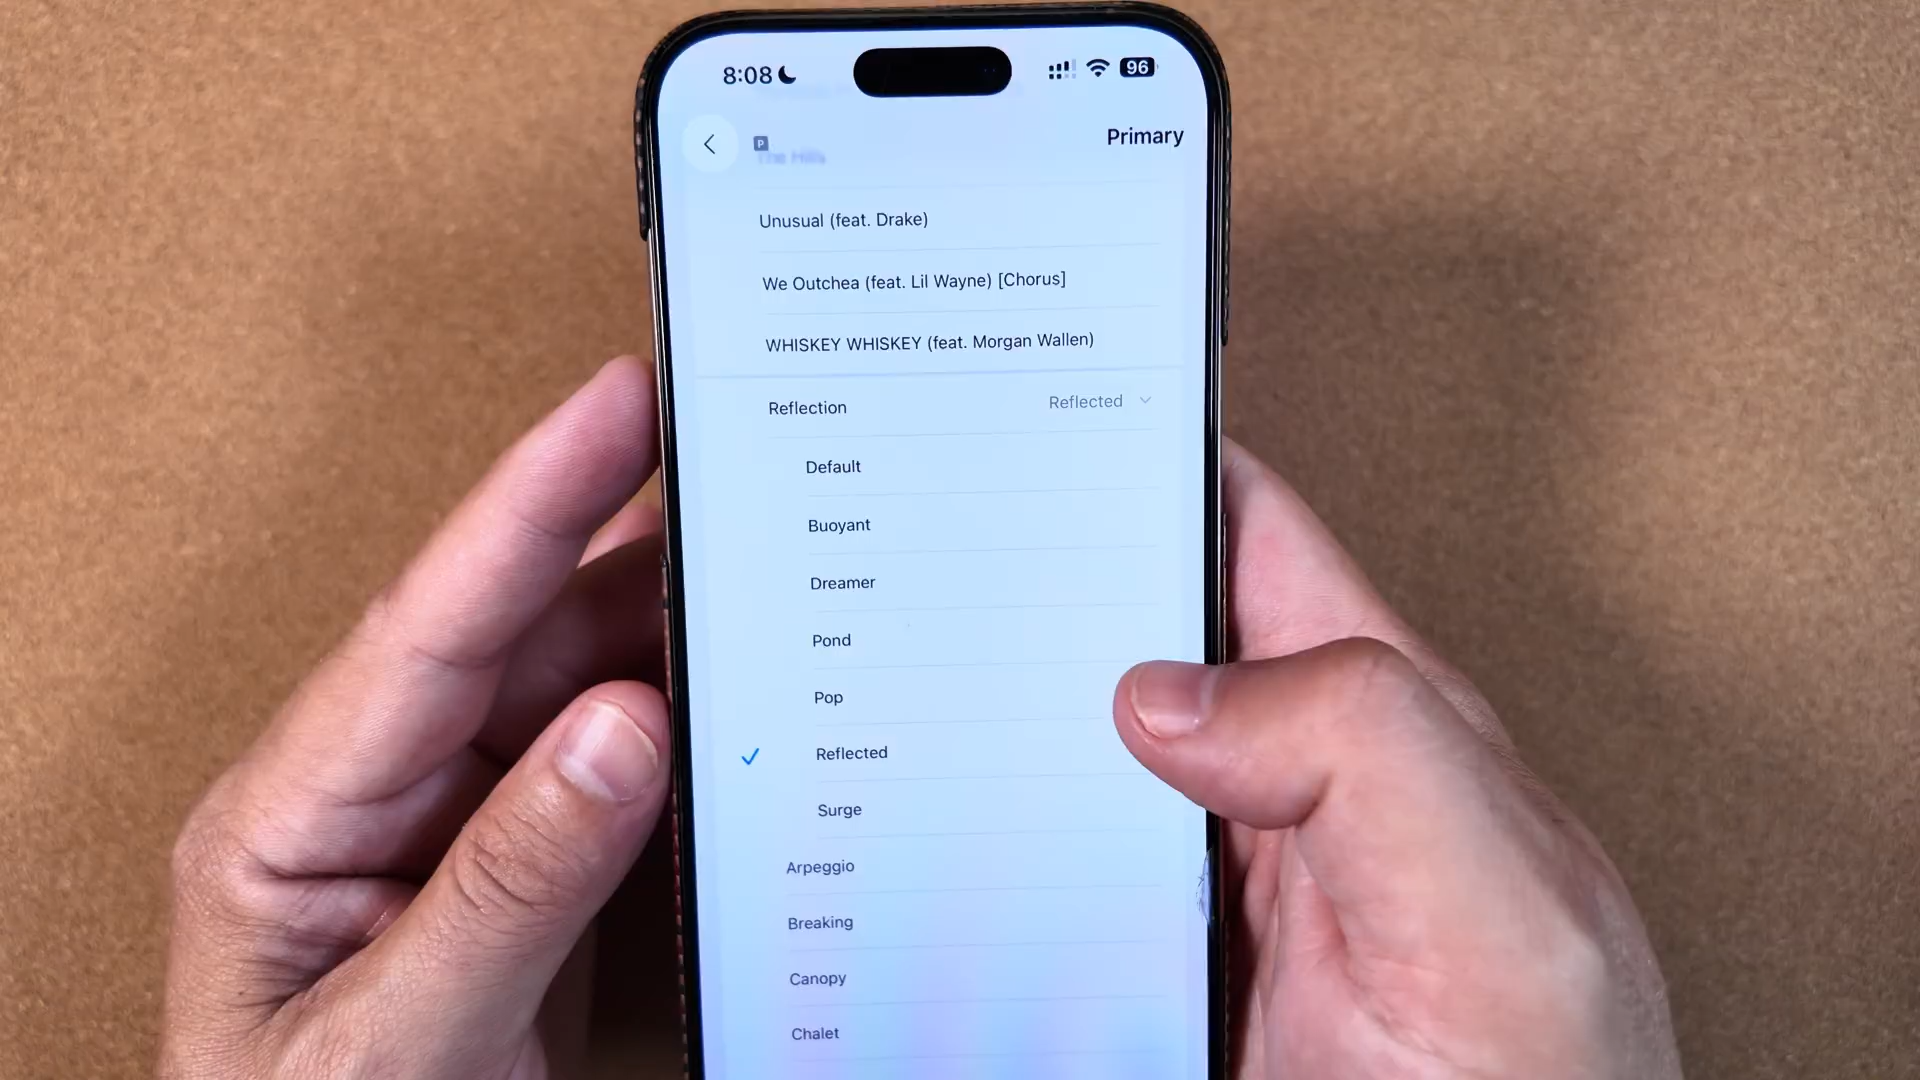 8:08
96
P
Primary
The Hills
Unusual (feat. Drake)
We Outchea (feat. Lil Wayne) [Chorus]
WHISKEY WHISKEY (feat. Morgan Wallen)
Reflection Reflected
Default
Buoyant
Dreamer
Pond
Pop
Reflected
Surge
Arpeggio
Breaking
Canopy
Chalet